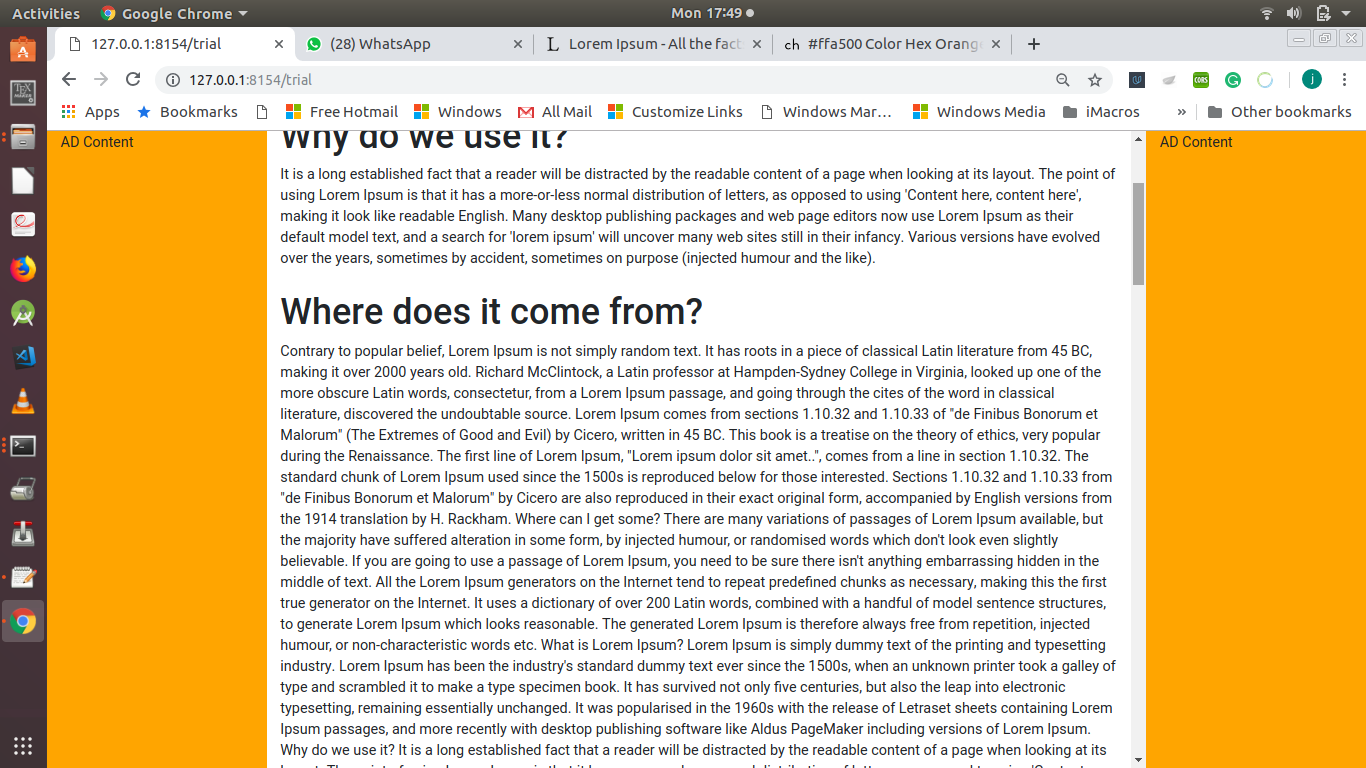 Activities
Google Chrome
Mon 17:49
127.0.0.1:8154/trial
(28) WhatsApp
Lorem Ipsum - All the fact
#ffa500 Color Hex Orange
127.0.0.1:8154/trial
CORS
j
Apps
Bookmarks
Free Hotmail
Windows
All Mail
Customize Links
Windows Mar…
Windows Media
iMacros
»
Other bookmarks
AD Content
Why do we use it?
It is a long established fact that a reader will be distracted by the readable content of a page when looking at its layout. The point of
using Lorem Ipsum is that it has a more-or-less normal distribution of letters, as opposed to using 'Content here, content here',
making it look like readable English. Many desktop publishing packages and web page editors now use Lorem Ipsum as their
default model text, and a search for 'lorem ipsum' will uncover many web sites still in their infancy. Various versions have evolved
over the years, sometimes by accident, sometimes on purpose (injected humour and the like).
Where does it come from?
Contrary to popular belief, Lorem Ipsum is not simply random text. It has roots in a piece of classical Latin literature from 45 BC,
making it over 2000 years old. Richard McClintock, a Latin professor at Hampden-Sydney College in Virginia, looked up one of the
more obscure Latin words, consectetur, from a Lorem Ipsum passage, and going through the cites of the word in classical
literature, discovered the undoubtable source. Lorem Ipsum comes from sections 1.10.32 and 1.10.33 of "de Finibus Bonorum et
Malorum" (The Extremes of Good and Evil) by Cicero, written in 45 BC. This book is a treatise on the theory of ethics, very popular
during the Renaissance. The first line of Lorem Ipsum, "Lorem ipsum dolor sit amet..", comes from a line in section 1.10.32. The
standard chunk of Lorem Ipsum used since the 1500s is reproduced below for those interested. Sections 1.10.32 and 1.10.33 from
"de Finibus Bonorum et Malorum" by Cicero are also reproduced in their exact original form, accompanied by English versions from
the 1914 translation by H. Rackham. Where can I get some? There are many variations of passages of Lorem Ipsum available, but
the majority have suffered alteration in some form, by injected humour, or randomised words which don't look even slightly
believable. If you are going to use a passage of Lorem Ipsum, you need to be sure there isn't anything embarrassing hidden in the
middle of text. All the Lorem Ipsum generators on the Internet tend to repeat predefined chunks as necessary, making this the first
true generator on the Internet. It uses a dictionary of over 200 Latin words, combined with a handful of model sentence structures,
to generate Lorem Ipsum which looks reasonable. The generated Lorem Ipsum is therefore always free from repetition, injected
humour, or non-characteristic words etc. What is Lorem Ipsum? Lorem Ipsum is simply dummy text of the printing and typesetting
industry. Lorem Ipsum has been the industry's standard dummy text ever since the 1500s, when an unknown printer took a galley of
type and scrambled it to make a type specimen book. It has survived not only five centuries, but also the leap into electronic
typesetting, remaining essentially unchanged. It was popularised in the 1960s with the release of Letraset sheets containing Lorem
Ipsum passages, and more recently with desktop publishing software like Aldus PageMaker including versions of Lorem Ipsum.
Why do we use it? It is a long established fact that a reader will be distracted by the readable content of a page when looking at its
AD Content